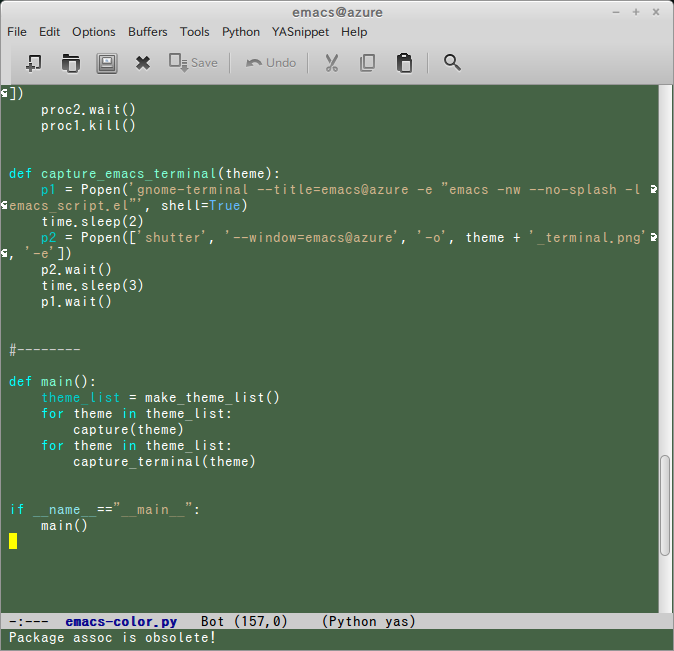 emacs@azure
File Edit Options Buffers Tools Python YASnippet Help
Save Undo
])
    proc2.wait()
    proc1.kill()
def capture_emacs_terminal(theme):
    p1 = Popen('gnome-terminal --title=emacs@azure -e "emacs -nw --no-splash -l 
emacs_script.el"', shell=True)
    time.sleep(2)
    p2 = Popen(['shutter', '--window=emacs@azure', '-o', theme + '_terminal.png'
, '-e'])
    p2.wait()
    time.sleep(3)
    p1.wait()
#--------
def main():
    theme_list = make_theme_list()
    for theme in theme_list:
        capture(theme)
    for theme in theme_list:
        capture_terminal(theme)
if __name__=="__main__":
    main()
-:---  emacs-color.py   Bot (157,0)    (Python yas)
Package assoc is obsolete!